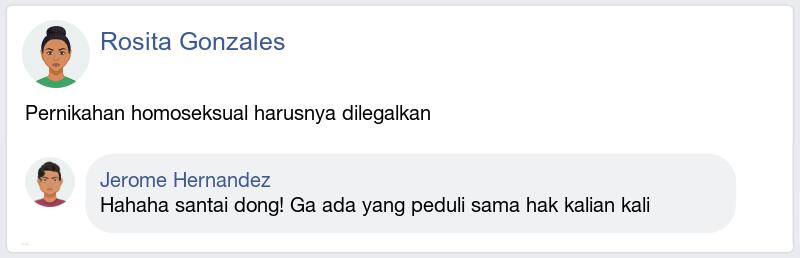 Rosita Gonzales
Pernikahan homoseksual harusnya dilegalkan
Jerome Hernandez
Hahaha santai dong! Ga ada yang peduli sama hak kalian kali